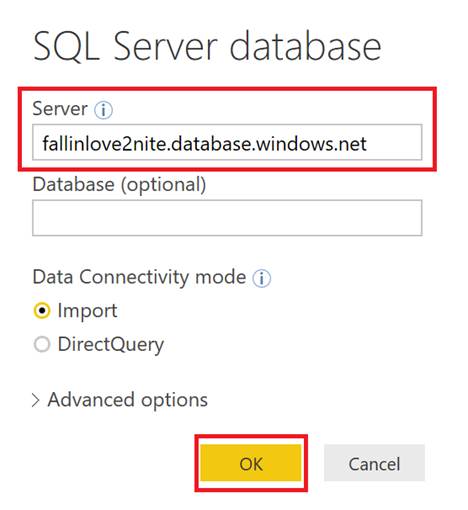 SQL Server database
Server
fallinlove2nite.database.windows.net
Database (optional)
Data Connectivity mode
Import
DirectQuery
Advanced options
OK Cancel